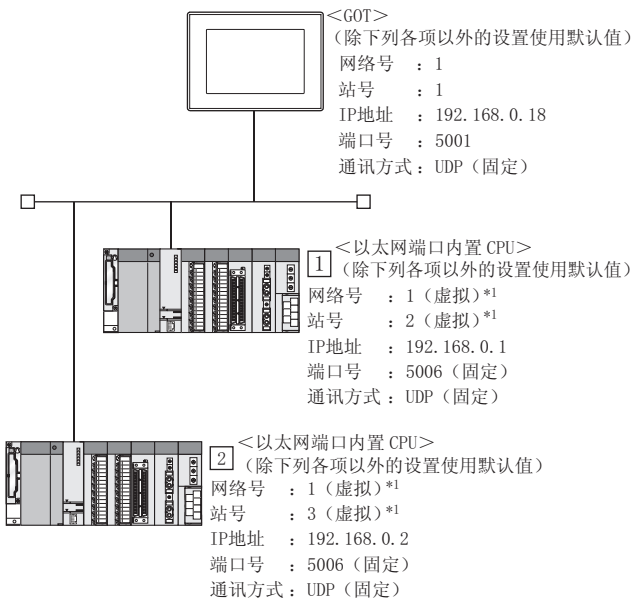 <GOT>
（除下列各项以外的设置使用默认值）
网络号 ：1
站号 ：1
IP地址 ：192.168.0.18
端口号 ：5001
通讯方式：UDP（固定）
1 <以太网端口内置 CPU>
（除下列各项以外的设置使用默认值）
网络号 ：1（虚拟）*1
站号 ：2（虚拟）*1
IP地址 ：192.168.0.1
端口号 ：5006（固定）
通讯方式：UDP（固定）
2 <以太网端口内置 CPU>
（除下列各项以外的设置使用默认值）
网络号 ：1（虚拟）*1
站号 ：3（虚拟）*1
IP地址 ：192.168.0.2
端口号 ：5006（固定）
通讯方式：UDP（固定）